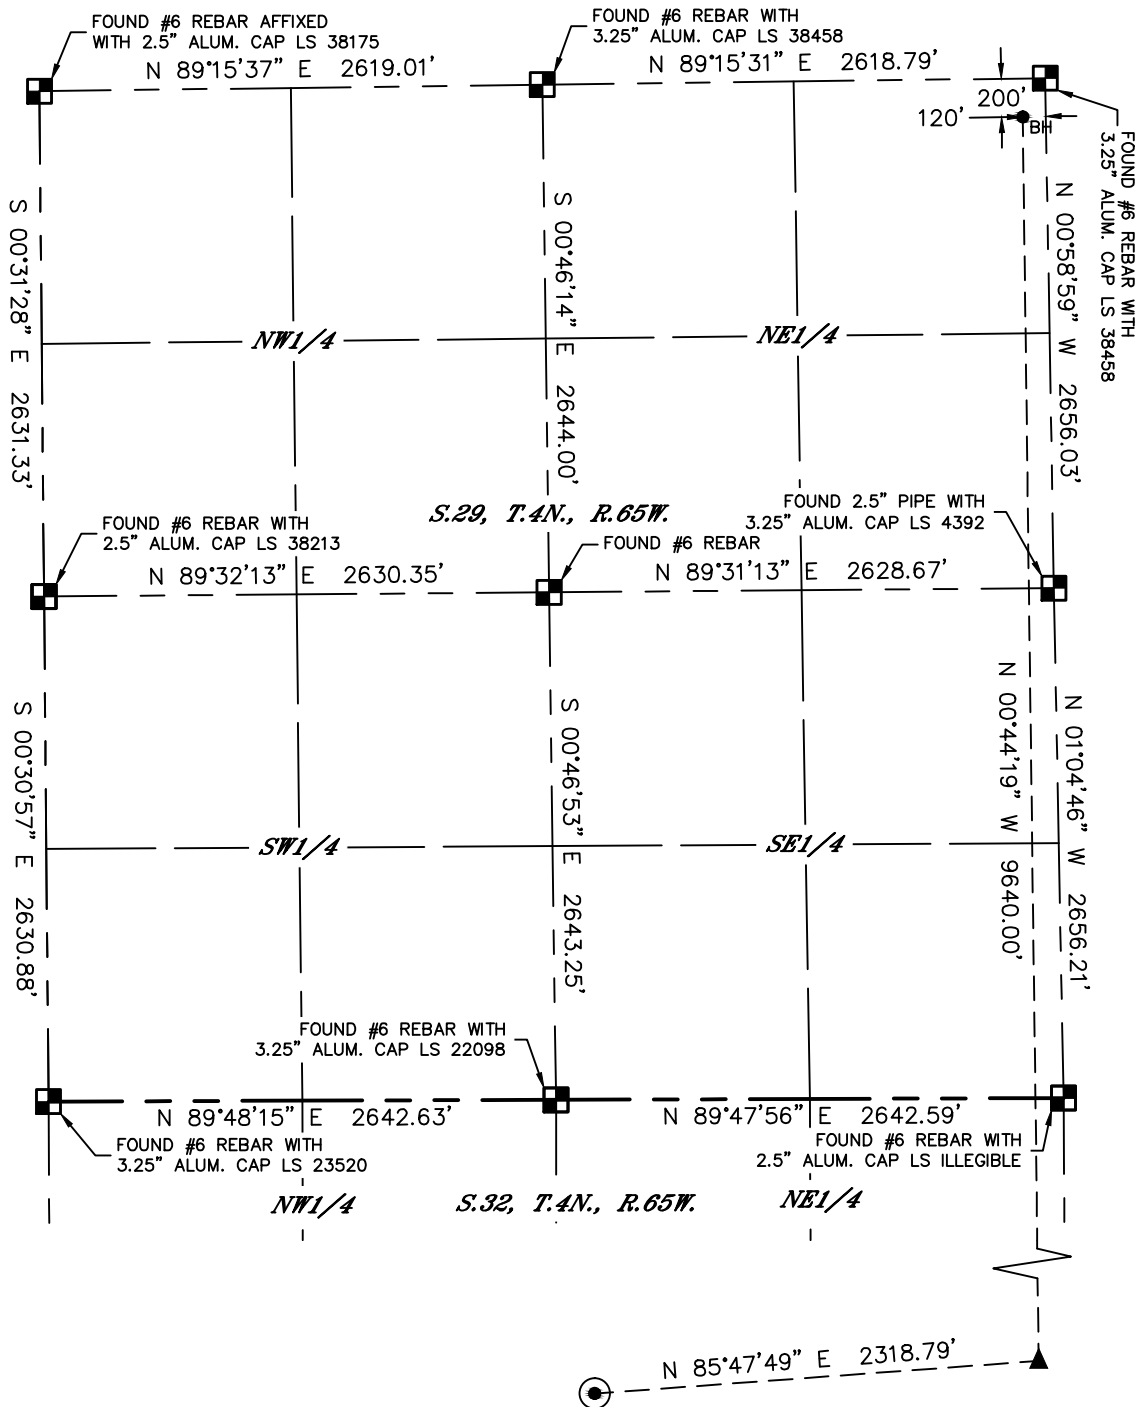 FOUND #6 REBAR AFFIXED
WITH 2.5" ALUM. CAP LS 38175
N 89°15'37" E 2619.01'
FOUND #6 REBAR WITH
3.25" ALUM. CAP LS 38458
N 89°15'31" E 2618.79'
200'
120'
BH
FOUND #6 REBAR WITH
3.25" ALUM. CAP LS 38458
S 00°31'28" E 2631.33'
S 00°46'14" E 2644.00'
N 00°58'59" W 2656.03'
NW1/4
NE1/4
S.29, T.4N., R.65W.
FOUND #6 REBAR WITH
2.5" ALUM. CAP LS 38213
N 89°32'13" E 2630.35'
FOUND #6 REBAR
FOUND 2.5" PIPE WITH
3.25" ALUM. CAP LS 4392
N 89°31'13" E 2628.67'
S 00°30'57" E 2630.88'
S 00°46'53" E 2643.25'
N 00°44'19" W 9640.00'
N 01°04'46" W 2656.21'
SW1/4
SE1/4
FOUND #6 REBAR WITH
3.25" ALUM. CAP LS 22098
N 89°48'15" E 2642.63'
N 89°47'56" E 2642.59'
FOUND #6 REBAR WITH
3.25" ALUM. CAP LS 23520
FOUND #6 REBAR WITH
2.5" ALUM. CAP LS ILLEGIBLE
NW1/4
S.32, T.4N., R.65W.
NE1/4
N 85°47'49" E 2318.79'